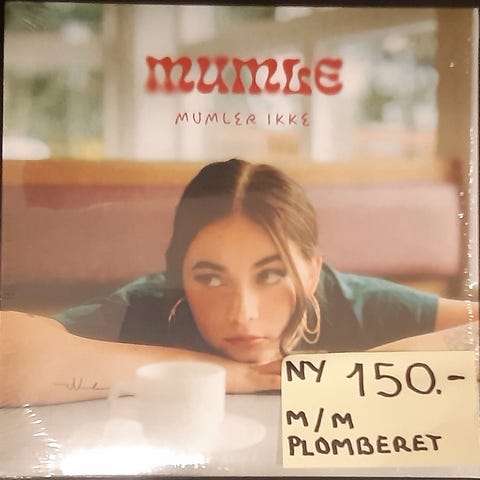 MUMLE
MUMLER IKKE
NY 150.-
M/M
PLOMBERET